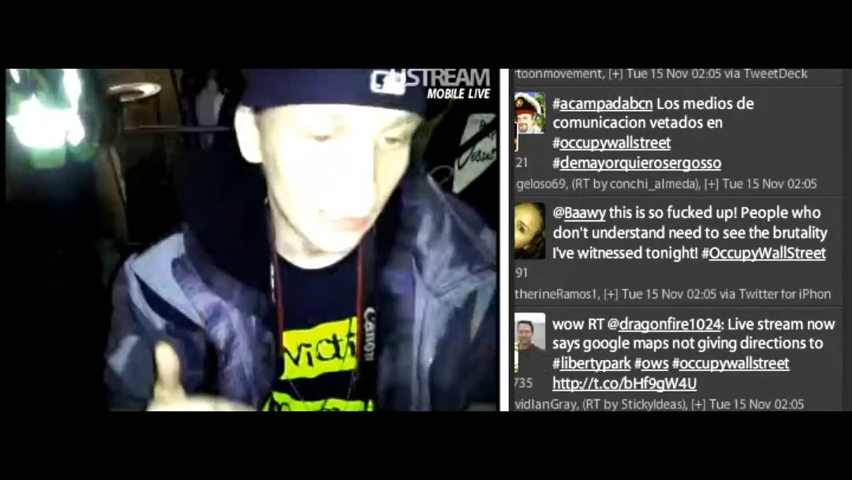 USTREAM
MOBILE LIVE
Canon
toonmovement, [+] Tue 15 Nov 02:05 via TweetDeck
#acampadabcn Los medios de
comunicacion vetados en
#occupywallstreet
#demayorquierosergosso
21
geloso69, (RT by conchi_almeda), [+] Tue 15 Nov 02:05
@Baawy this is so fucked up! People who
don't understand need to see the brutality
I've witnessed tonight! #OccupyWallStreet
91
therineRamos1, [+] Tue 15 Nov 02:05 via Twitter for iPhon
wow RT @dragonfire1024: Live stream now
says google maps not giving directions to
#libertypark #ows #occupywallstreet
http://t.co/bHf9gW4U
735
vidIanGray, (RT by StickyIdeas), [+] Tue 15 Nov 02:05